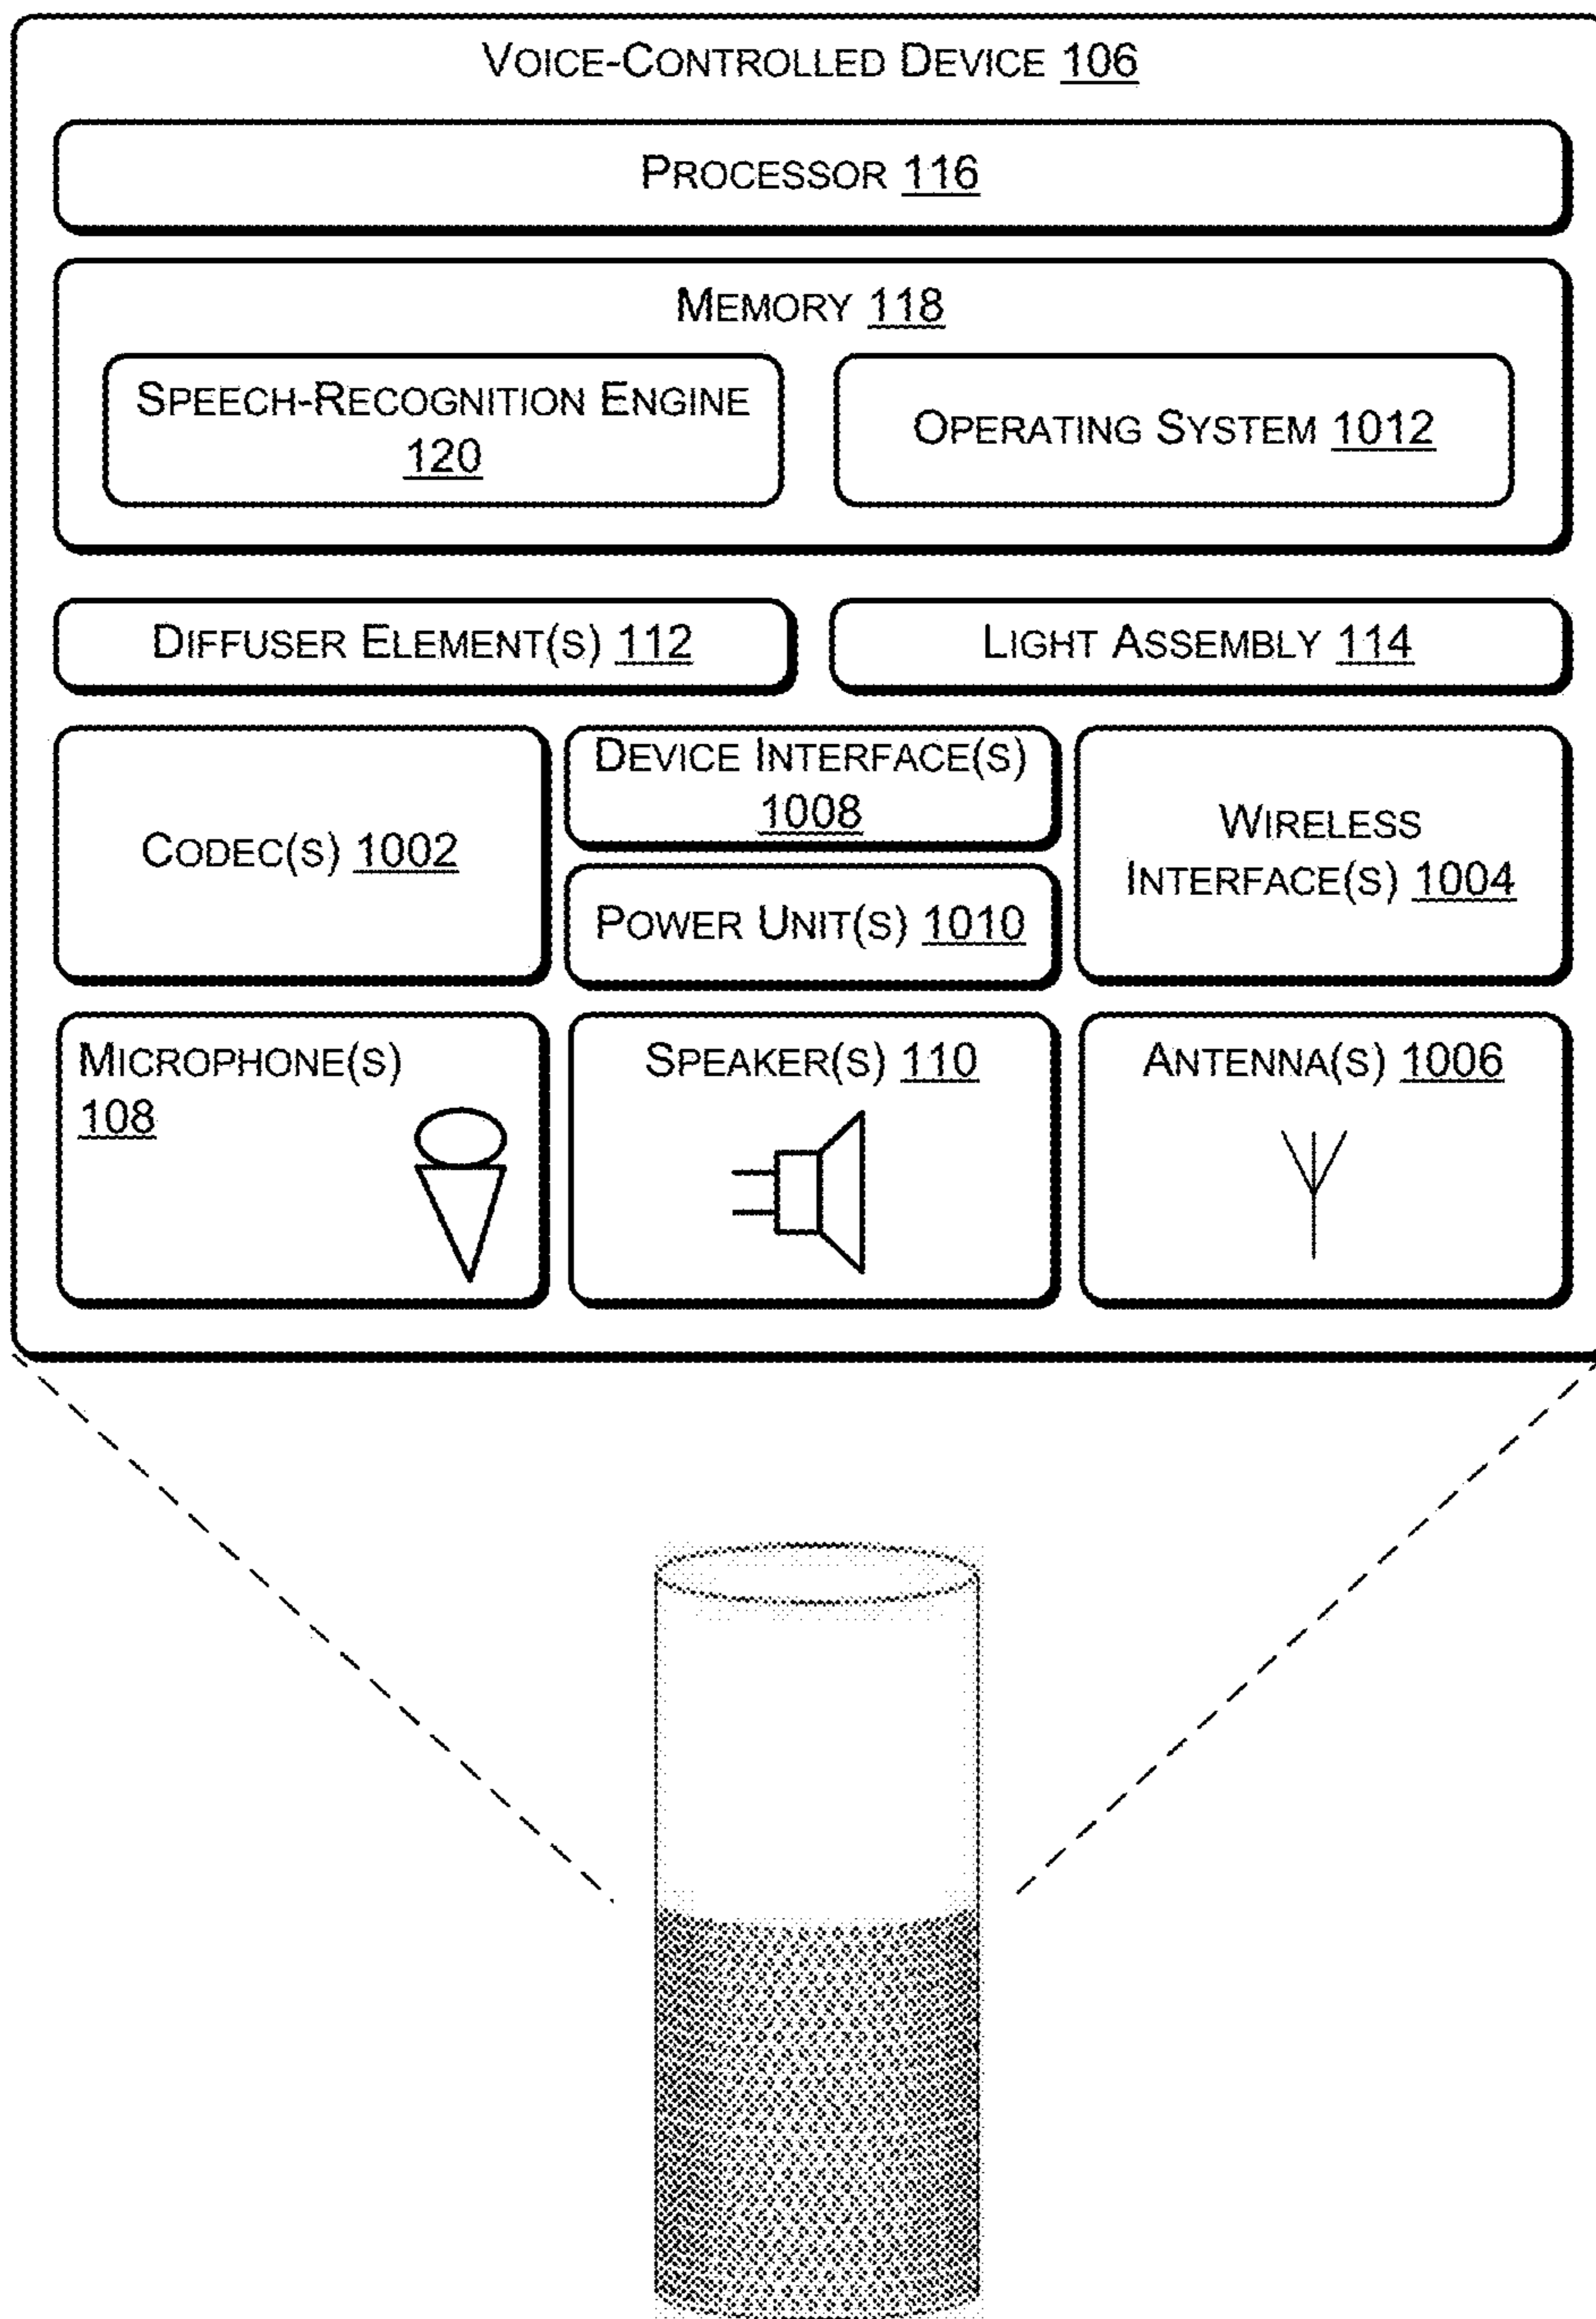 VOICE-CONTROLLED DEVICE 106
PROCESSOR 116
MEMORY 118
SPEECH-RECOGNITION ENGINE
120
OPERATING SYSTEM 1012
DIFFUSER ELEMENT(S) 112
LIGHT ASSEMBLY 114
CODEC(S) 1002
DEVICE INTERFACE(S)
1008
POWER UNIT(S) 1010
WIRELESS
INTERFACE(S) 1004
MICROPHONE(S)
108
SPEAKER(S) 110
ANTENNA(S) 1006